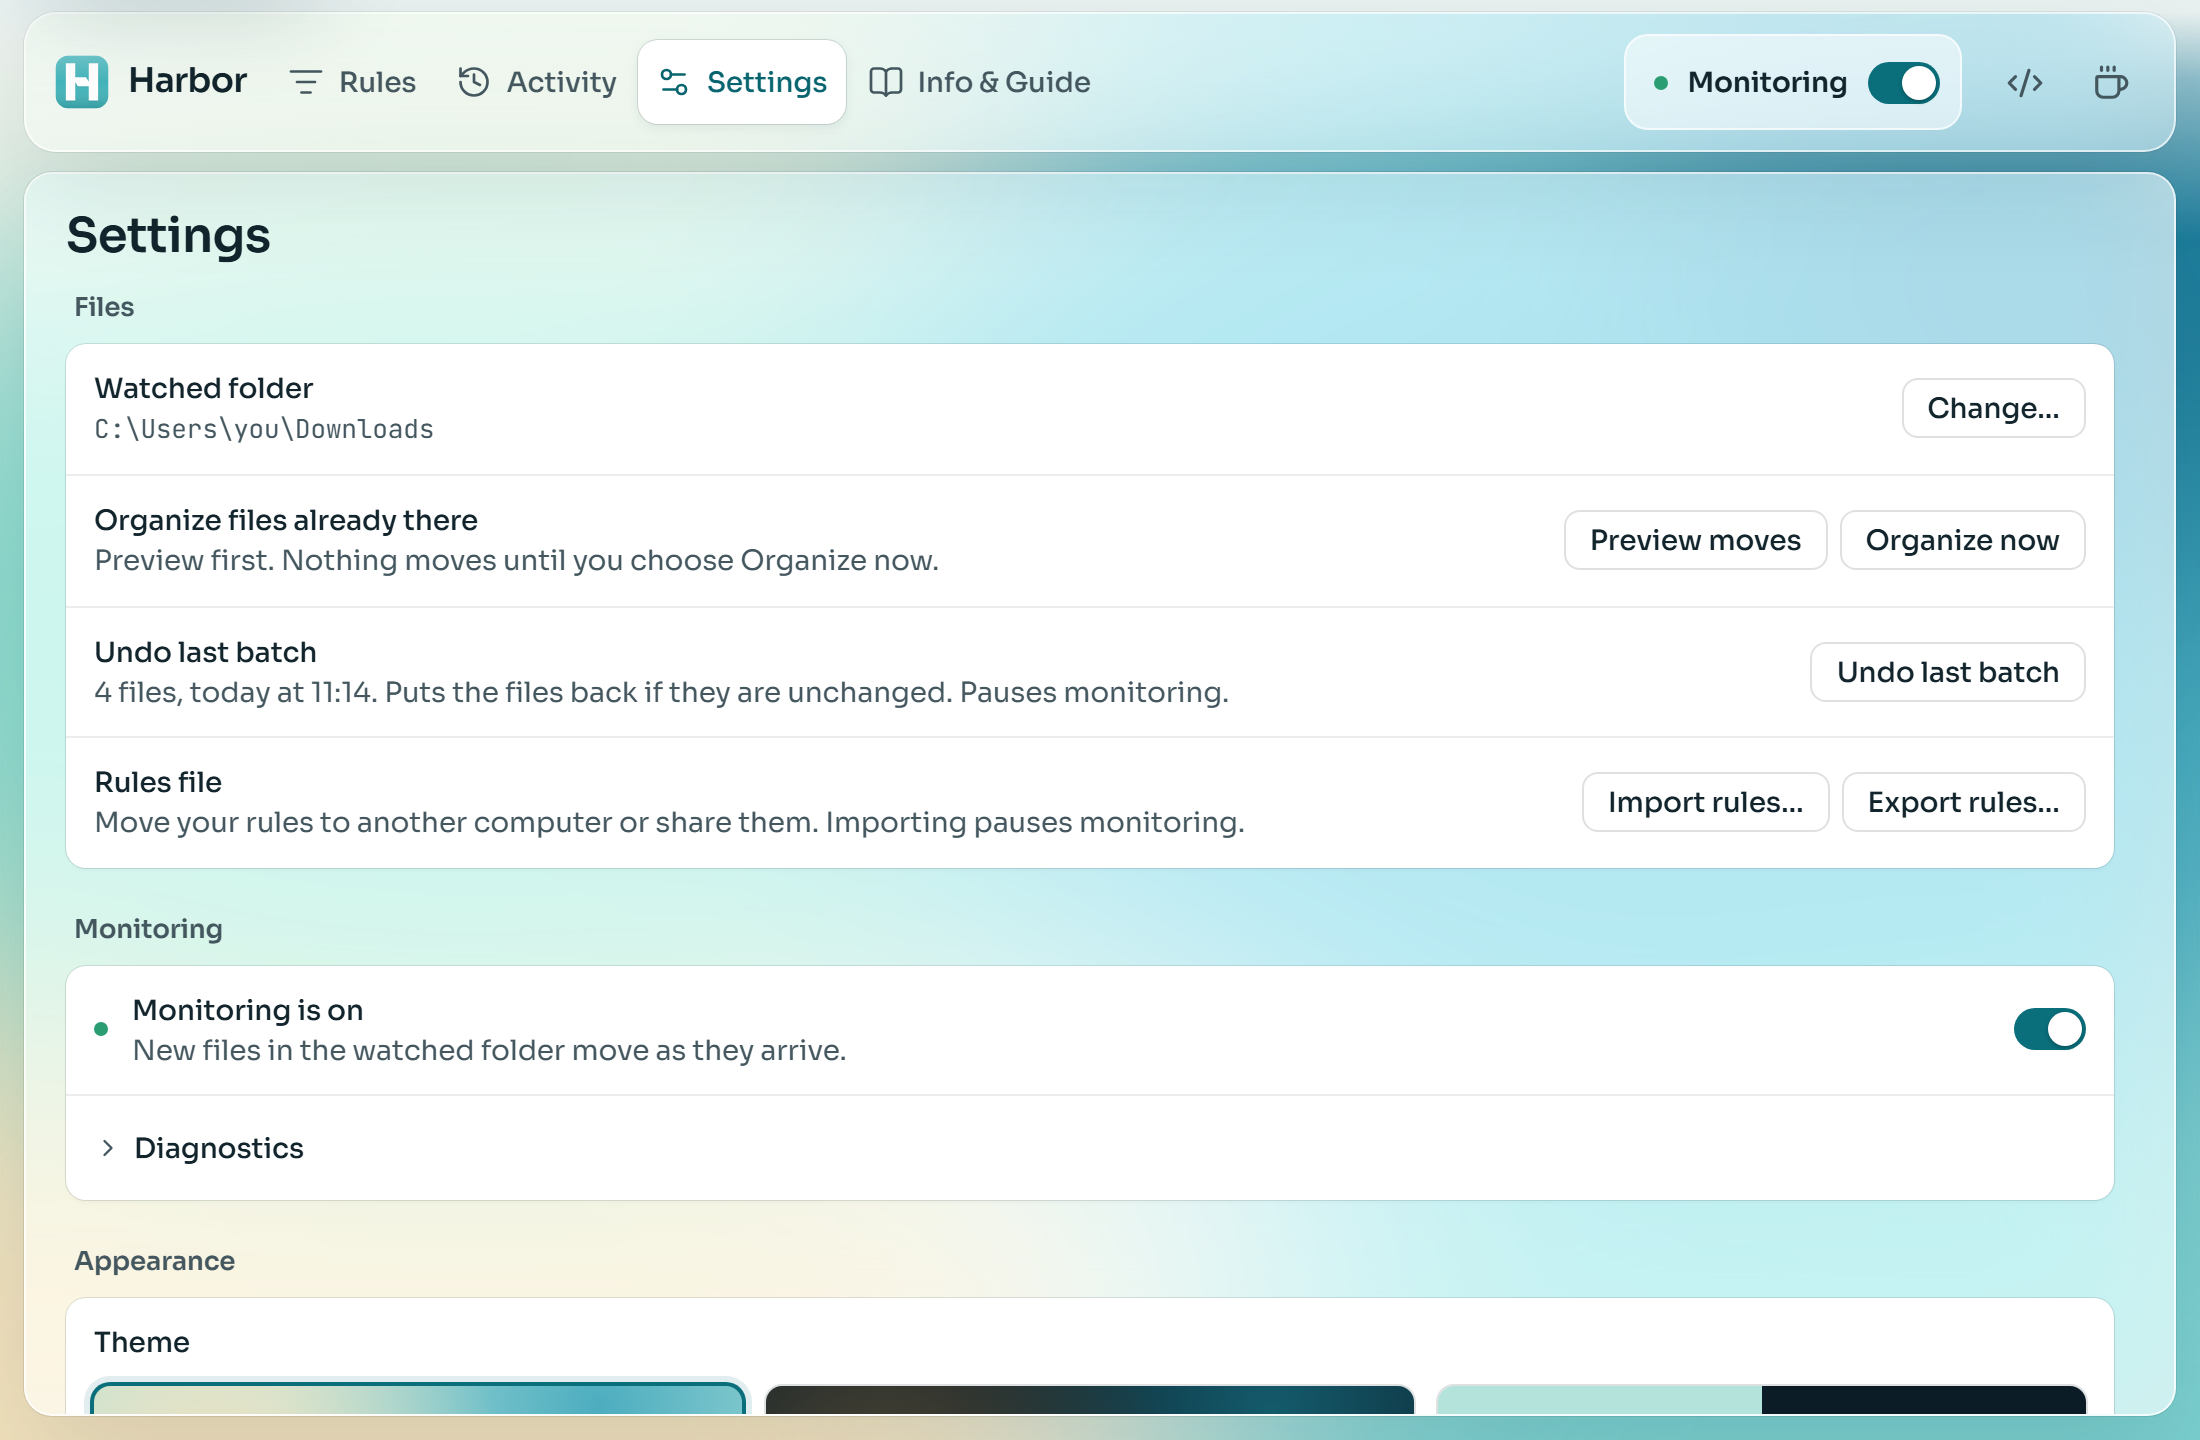 Harbor
Rules
Activity
Settings
Info & Guide
Monitoring
Settings
Files
Watched folder
C:\Users\you\Downloads
Change...
Organize files already there
Preview first. Nothing moves until you choose Organize now.
Preview moves
Organize now
Undo last batch
4 files, today at 11:14. Puts the files back if they are unchanged. Pauses monitoring.
Undo last batch
Rules file
Move your rules to another computer or share them. Importing pauses monitoring.
Import rules...
Export rules...
Monitoring
Monitoring is on
New files in the watched folder move as they arrive.
Diagnostics
Appearance
Theme